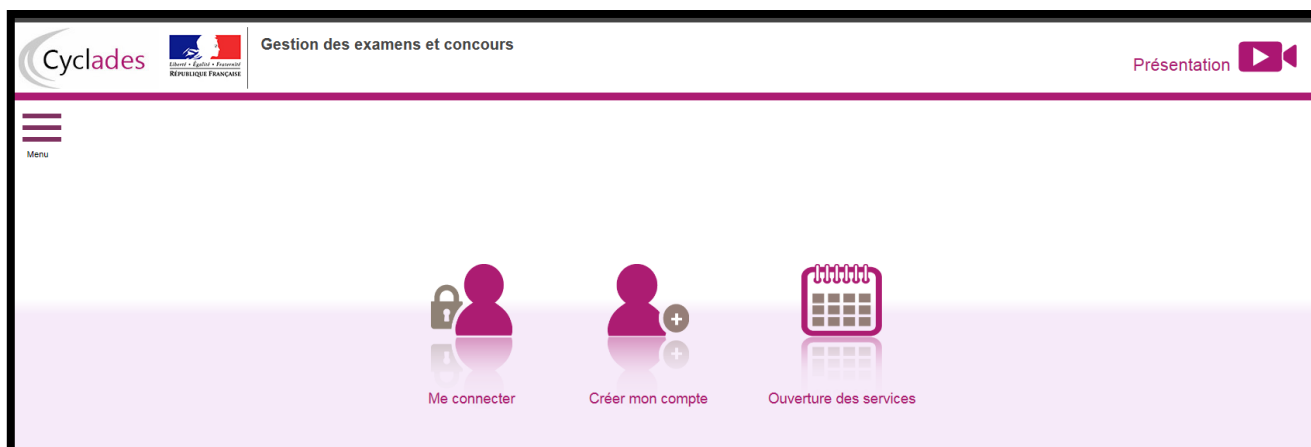 Cyclades
Liberté • Égalité • Fraternité
RÉPUBLIQUE FRANÇAISE
Gestion des examens et concours
Présentation
Menu
Me connecter
Créer mon compte
Ouverture des services